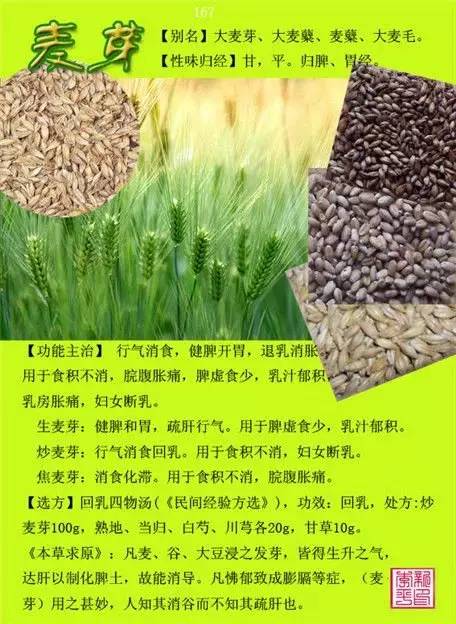 167
麦芽
【别名】大麦芽、大麦蘖、麦蘖、大麦毛。
【性味归经】甘，平。归脾、胃经。
【功能主治】 行气消食，健脾开胃，退乳消胀
用于食积不消，脘腹胀痛，脾虚食少，乳汁郁积，
乳房胀痛，妇女断乳。
生麦芽：健脾和胃，疏肝行气。用于脾虚食少，乳汁郁积。
炒麦芽：行气消食回乳。用于食积不消，妇女断乳。
焦麦芽：消食化滞。用于食积不消，脘腹胀痛。
【选方】回乳四物汤(《民间经验方选》)，功效：回乳，处方:炒
麦芽100g，熟地、当归、白芍、川芎各20g，甘草10g。
《本草求原》：凡麦、谷、大豆浸之发芽，皆得生升之气，
达肝以制化脾土，故能消导。凡怫郁致成膨膈等症，（麦
芽）用之甚妙，人知其消谷而不知其疏肝也。